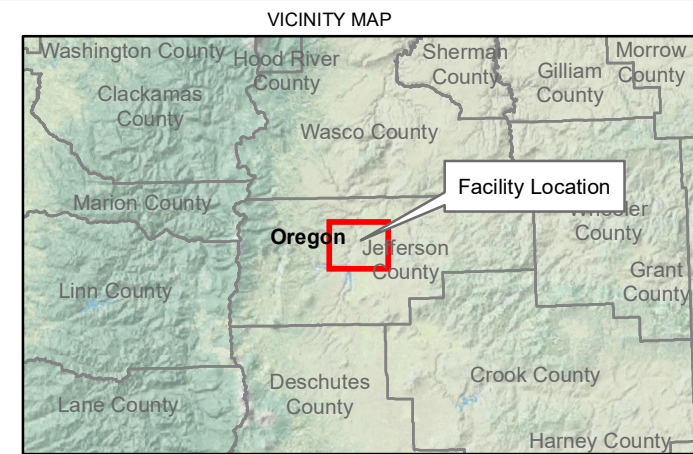 VICINITY MAP
Washington County
Hood River
County
Sherman
County
Morrow
County
Gilliam
County
Clackamas
County
Wasco County
Facility Location
Marion County
Wheeler
County
Oregon
Jefferson
County
Grant
County
Linn County
Deschutes
County
Crook County
Lane County
Harney County